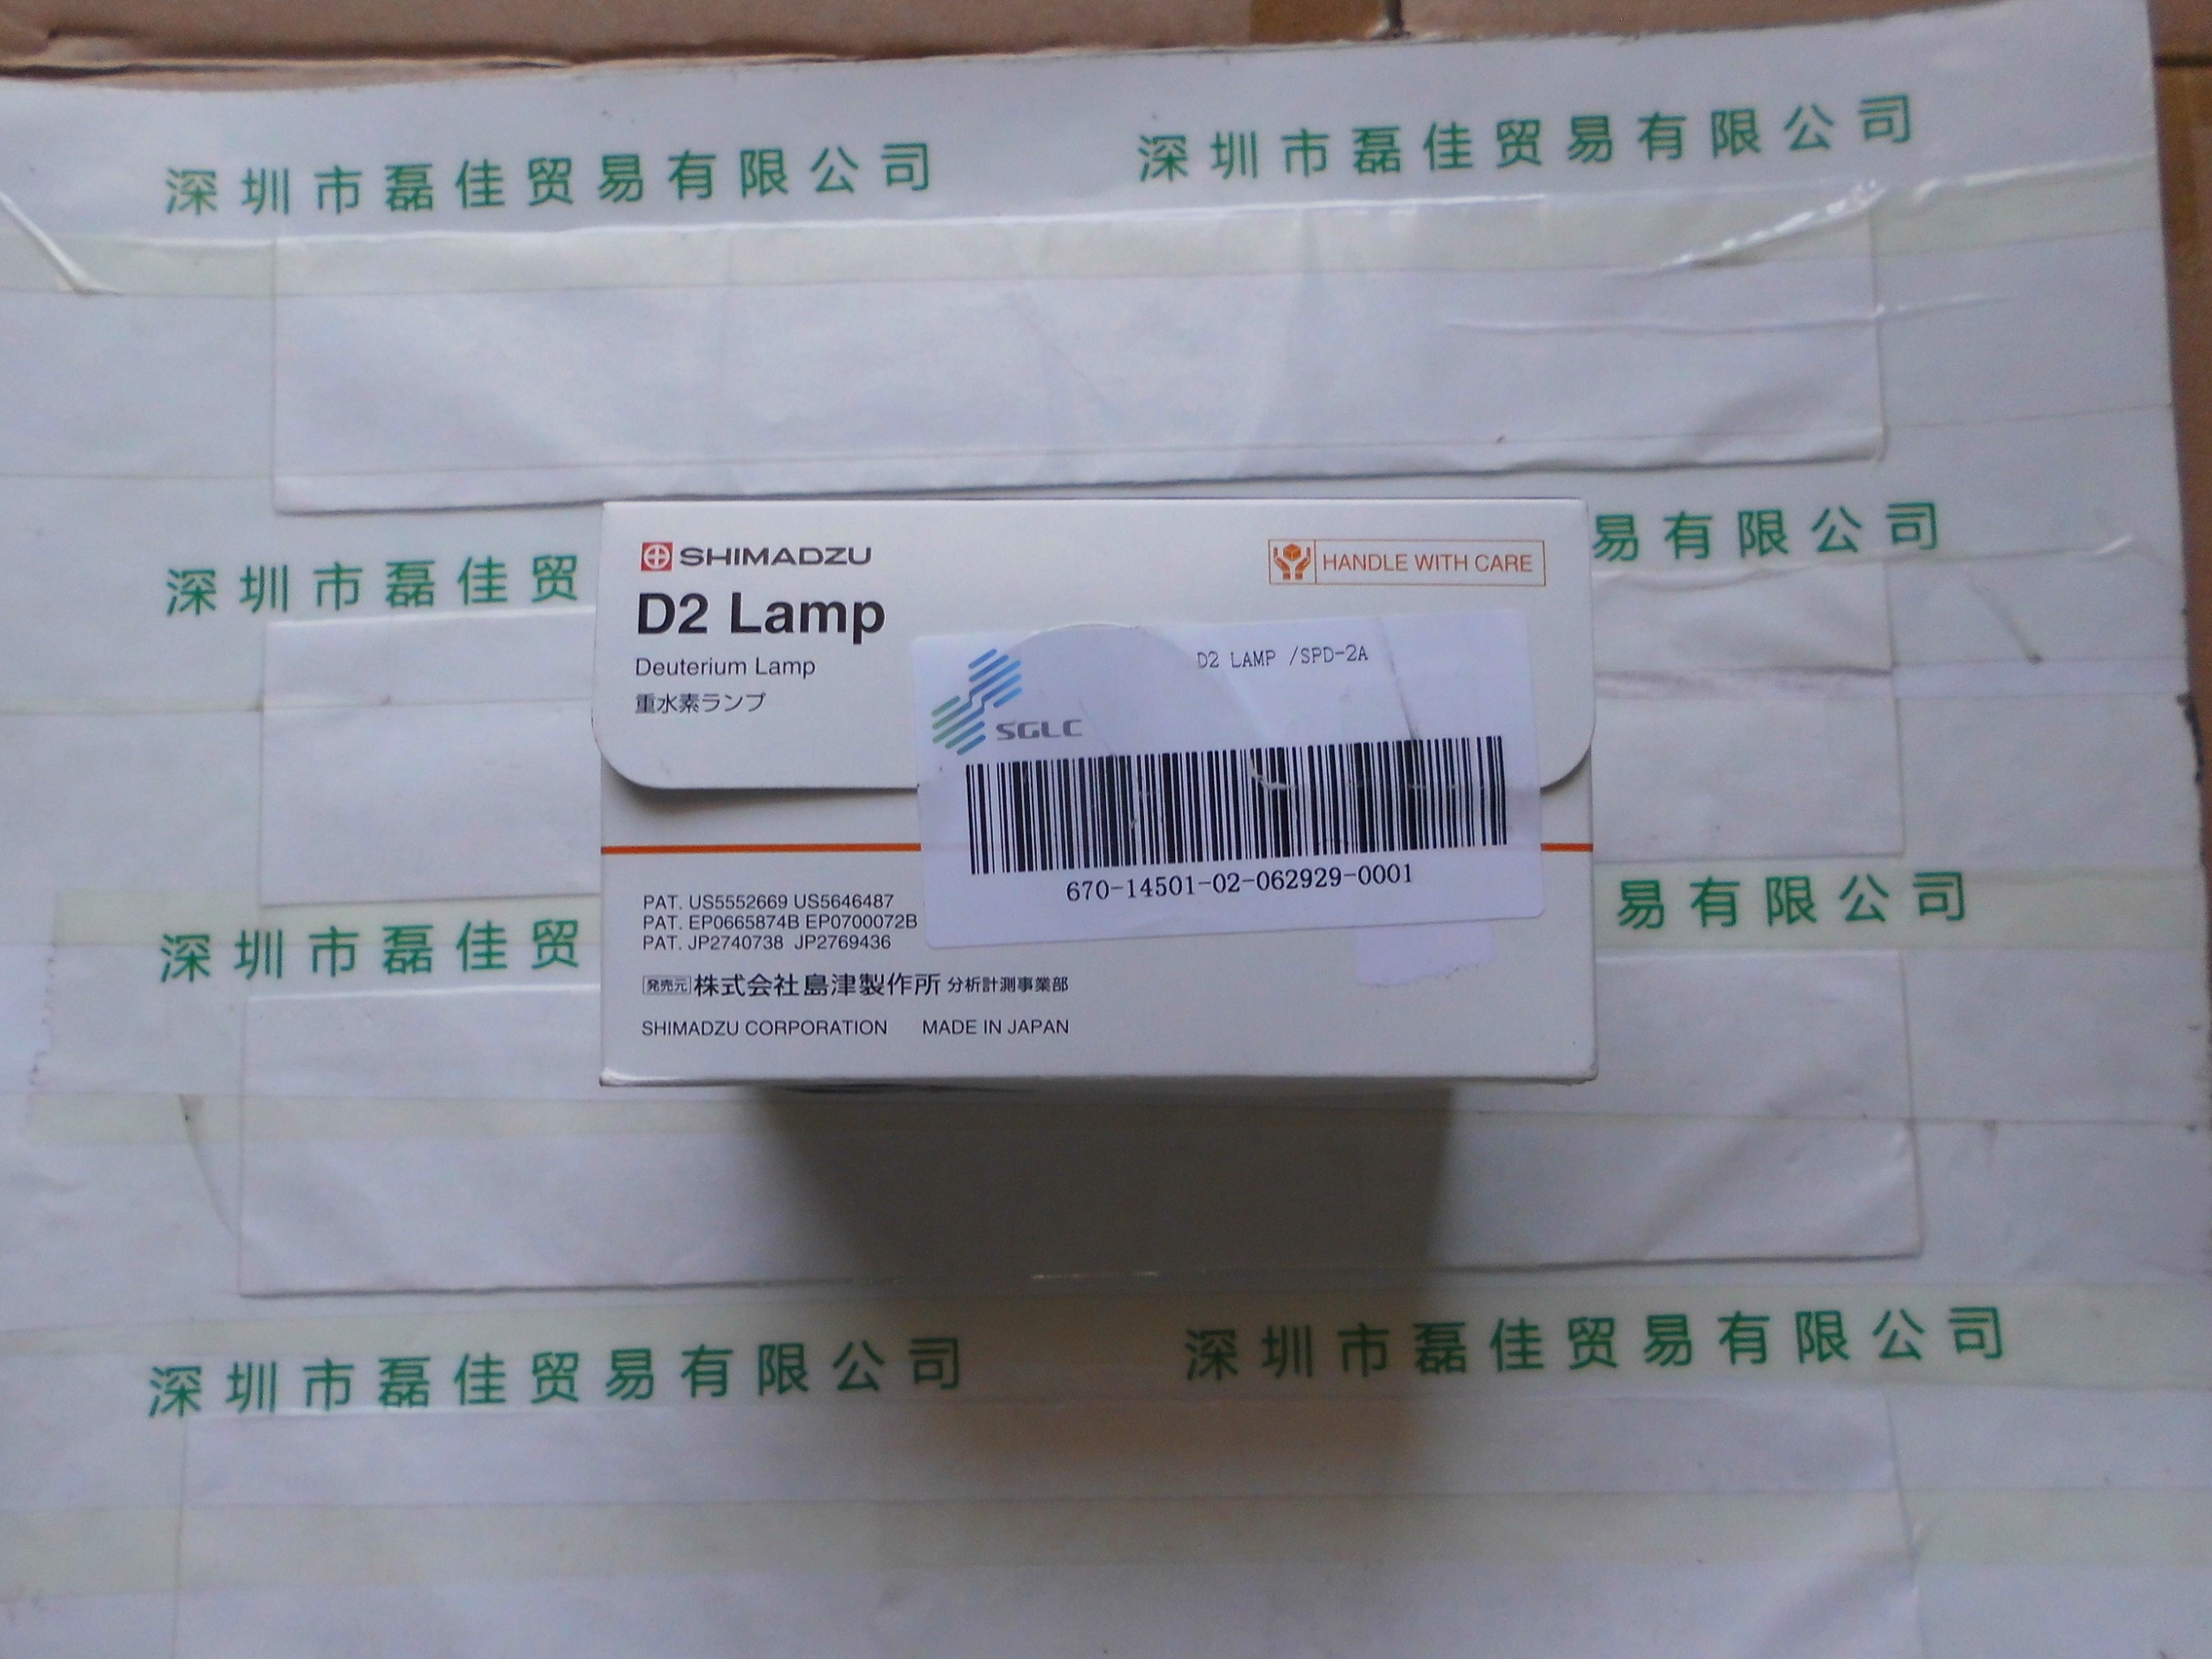 深圳市磊佳贸易有限公司 深圳市磊佳贸易有限公司
深圳市磊佳贸 易有限公司
SHIMADZU
HANDLE WITH CARE
D2 Lamp
Deuterium Lamp
重水素ランプ
D2 LAMP /SPD-2A
SGLC
670-14501-02-062929-0001
PAT. US5552669 US5646487
PAT. EP0665874B EP0700072B
PAT. JP2740738 JP2769436
発売元 株式会社島津製作所 分析計測事業部
SHIMADZU CORPORATION MADE IN JAPAN
深圳市磊佳贸 易有限公司
深圳市磊佳贸易有限公司 深圳市磊佳贸易有限公司